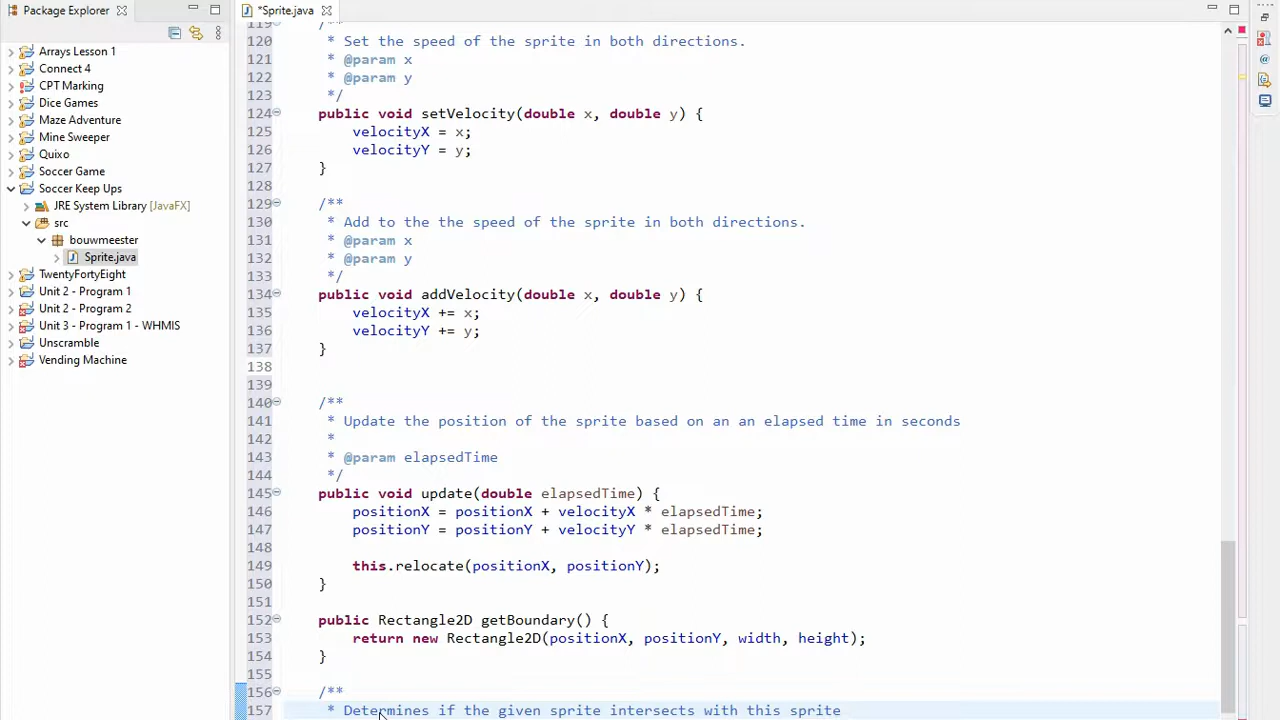 Package Explorer
*Sprite.java
Arrays Lesson 1
Connect 4
CPT Marking
Dice Games
Maze Adventure
Mine Sweeper
Quixo
Soccer Game
Soccer Keep Ups
JRE System Library [JavaFX]
src
bouwmeester
Sprite.java
TwentyFortyEight
Unit 2 - Program 1
Unit 2 - Program 2
Unit 3 - Program 1 - WHMIS
Unscramble
Vending Machine
119 /**
120 * Set the speed of the sprite in both directions.
121 * @param x
122 * @param y
123 */
124 public void setVelocity(double x, double y) {
125 velocityX = x;
126 velocityY = y;
127 }
128
129 /**
130 * Add to the the speed of the sprite in both directions.
131 * @param x
132 * @param y
133 */
134 public void addVelocity(double x, double y) {
135 velocityX += x;
136 velocityY += y;
137 }
138
139
140 /**
141 * Update the position of the sprite based on an an elapsed time in seconds
142 *
143 * @param elapsedTime
144 */
145 public void update(double elapsedTime) {
146 positionX = positionX + velocityX * elapsedTime;
147 positionY = positionY + velocityY * elapsedTime;
148
149 this.relocate(positionX, positionY);
150 }
151
152 public Rectangle2D getBoundary() {
153 return new Rectangle2D(positionX, positionY, width, height);
154 }
155
156 /**
157 * Determines if the given sprite intersects with this sprite